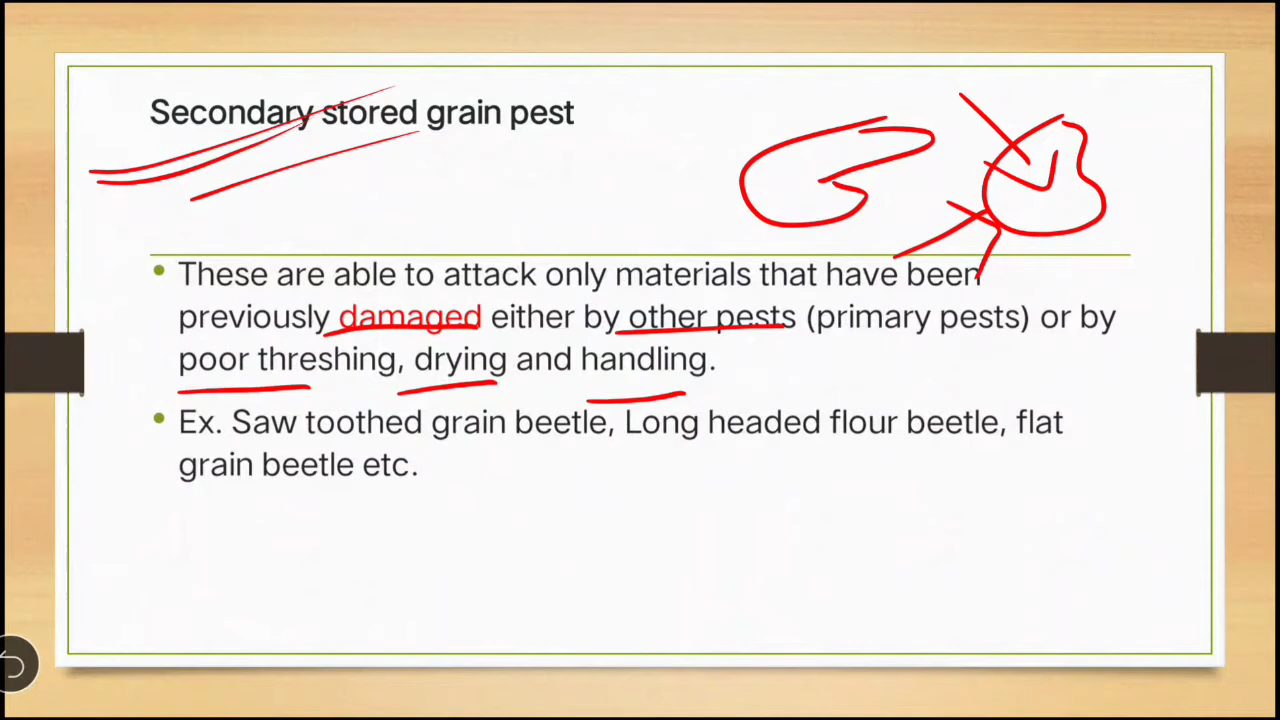 Secondary stored grain pest
• These are able to attack only materials that have been
previously damaged either by other pests (primary pests) or by
poor threshing, drying and handling.
• Ex. Saw toothed grain beetle, Long headed flour beetle, flat
grain beetle etc.